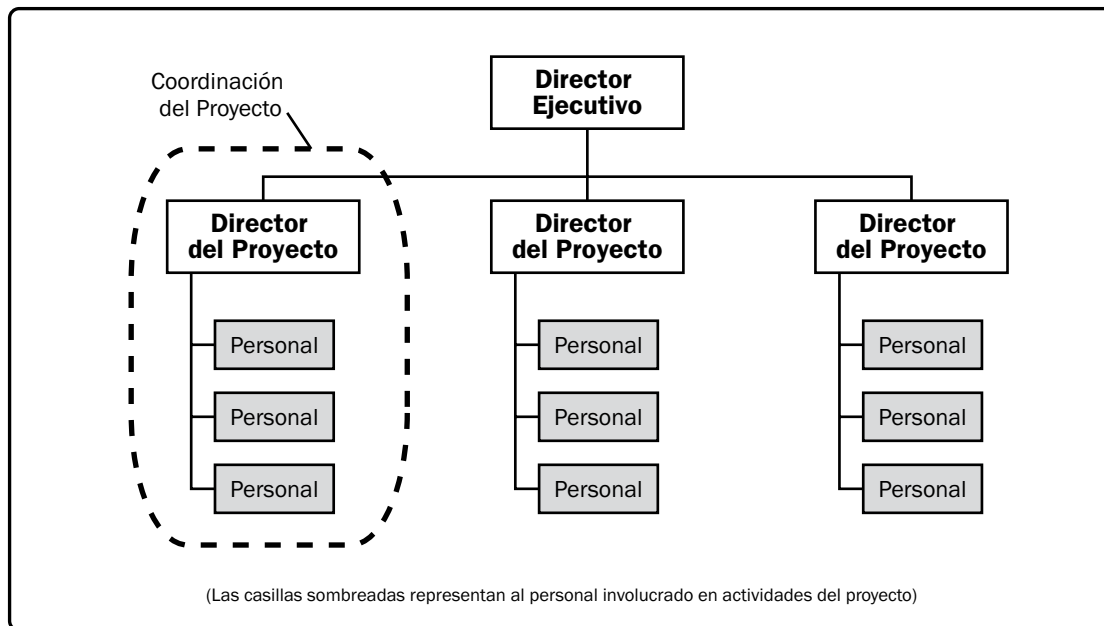 Coordinación
del Proyecto
Director
Ejecutivo
Director
del Proyecto
Director
del Proyecto
Director
del Proyecto
Personal
Personal
Personal
Personal
Personal
Personal
Personal
Personal
Personal
(Las casillas sombreadas representan al personal involucrado en actividades del proyecto)